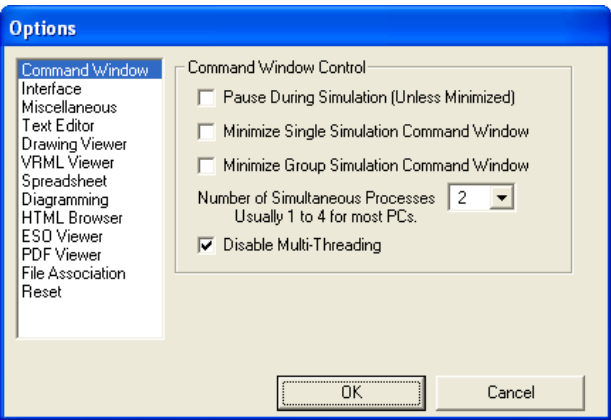 Options
Command Window
Interface
Miscellaneous
Text Editor
Drawing Viewer
VRML Viewer
Spreadsheet
Diagramming
HTML Browser
ESO Viewer
PDF Viewer
File Association
Reset
Command Window Control
Pause During Simulation (Unless Minimized)
Minimize Single Simulation Command Window
Minimize Group Simulation Command Window
Number of Simultaneous Processes 2
Usually 1 to 4 for most PCs.
Disable Multi-Threading
OK Cancel